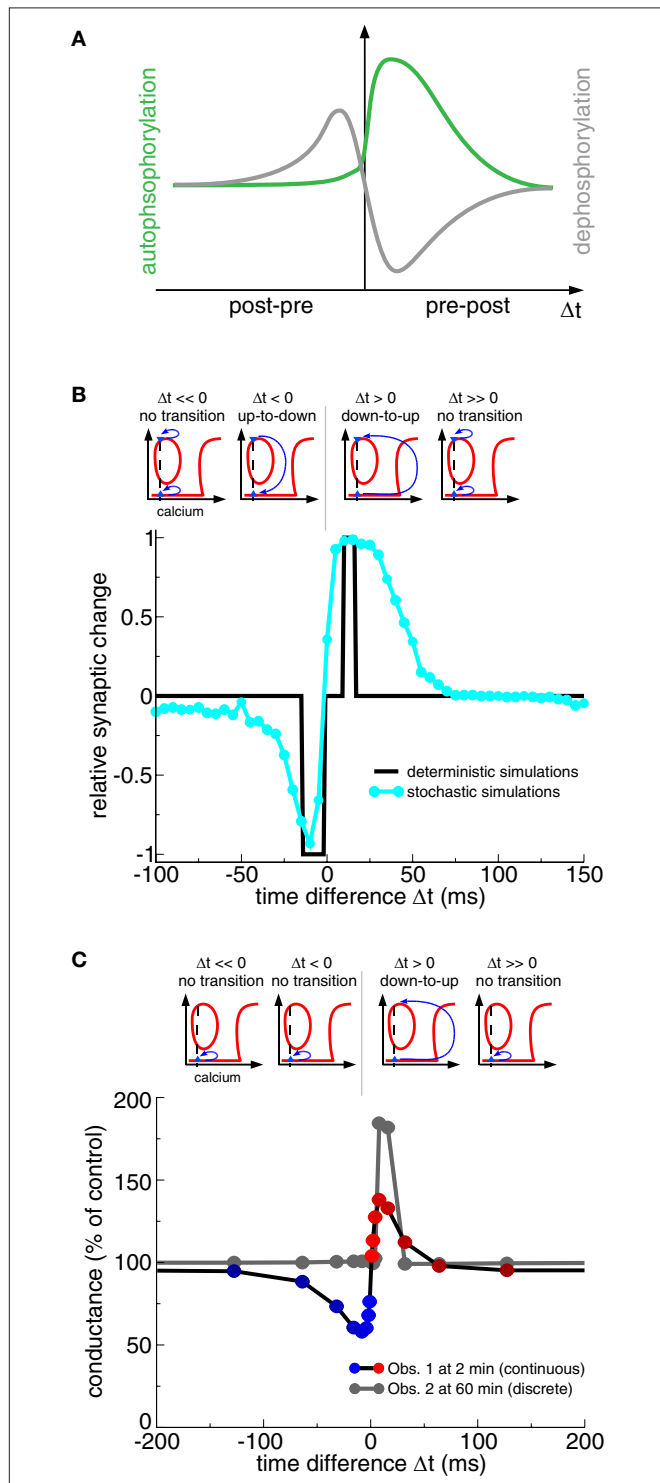 A
autophsophorylation
dephosphorylation
post-pre
pre-post
Δt
B
Δt << 0
no transition
Δt < 0
up-to-down
Δt > 0
down-to-up
Δt >> 0
no transition
calcium
relative synaptic change
1
0.5
0
-0.5
-1
deterministic simulations
stochastic simulations
-100
-50
0
50
100
150
time difference Δt (ms)
C
Δt << 0
no transition
Δt < 0
no transition
Δt > 0
down-to-up
Δt >> 0
no transition
calcium
conductance (% of control)
200
150
100
50
0
Obs. 1 at 2 min (continuous)
Obs. 2 at 60 min (discrete)
-200
-100
0
100
200
time difference Δt (ms)